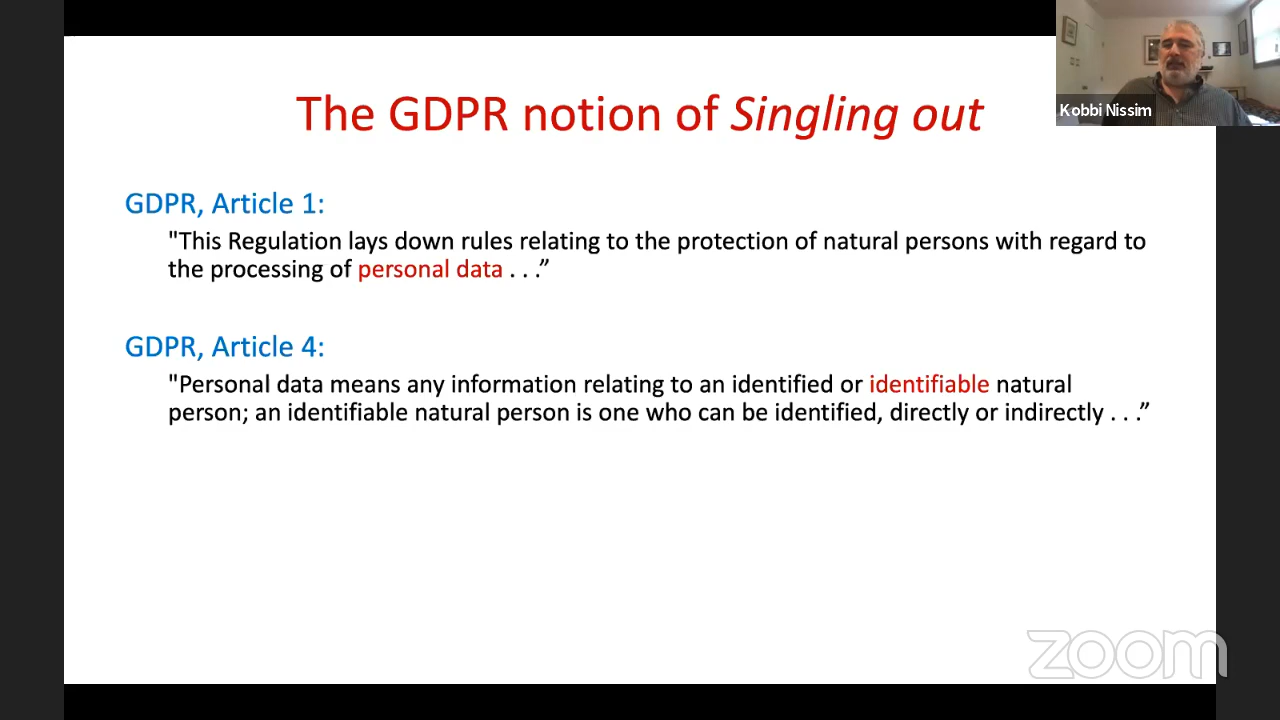 The GDPR notion of Singling out
Kobbi Nissim
GDPR, Article 1:
"This Regulation lays down rules relating to the protection of natural persons with regard to
the processing of personal data . . .”
GDPR, Article 4:
"Personal data means any information relating to an identified or identifiable natural
person; an identifiable natural person is one who can be identified, directly or indirectly . . .”
zoom